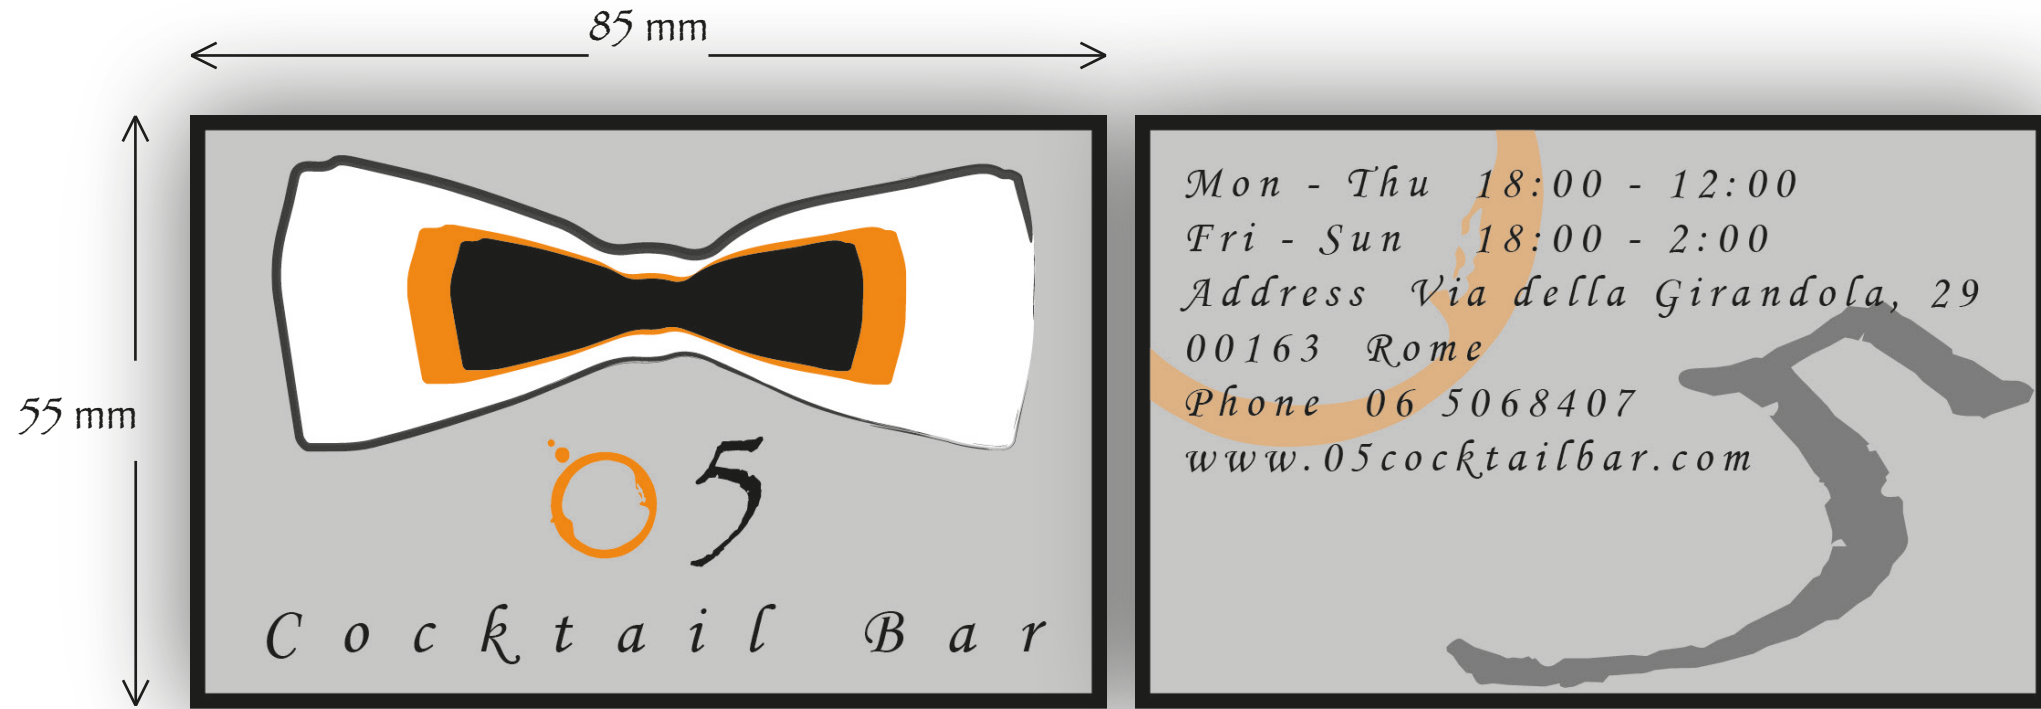 85 mm
55 mm
05
Cocktail Bar
Mon - Thu 18:00 - 12:00
Fri - Sun 18:00 - 2:00
Address Via della Girandola, 29
00163 Rome
Phone 06 5068407
www.05cocktailbar.com
5